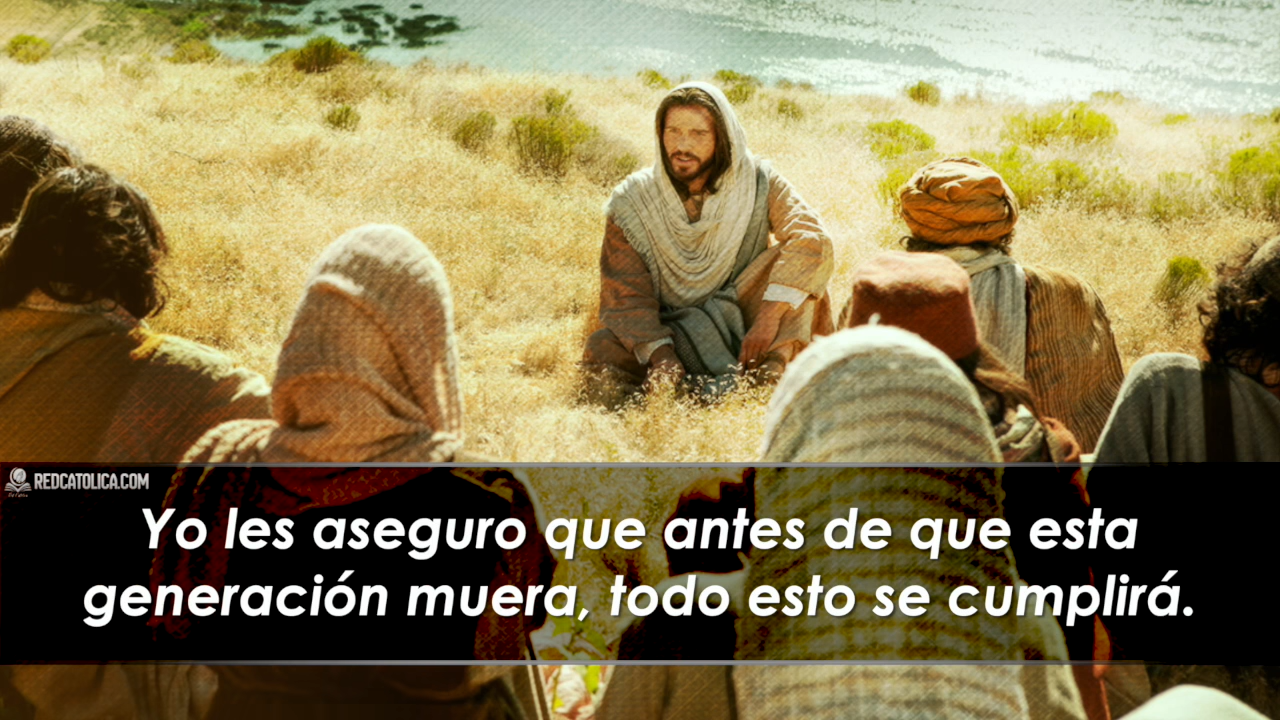 REDCATOLICA.COM
Yo les aseguro que antes de que esta
generación muera, todo esto se cumplirá.